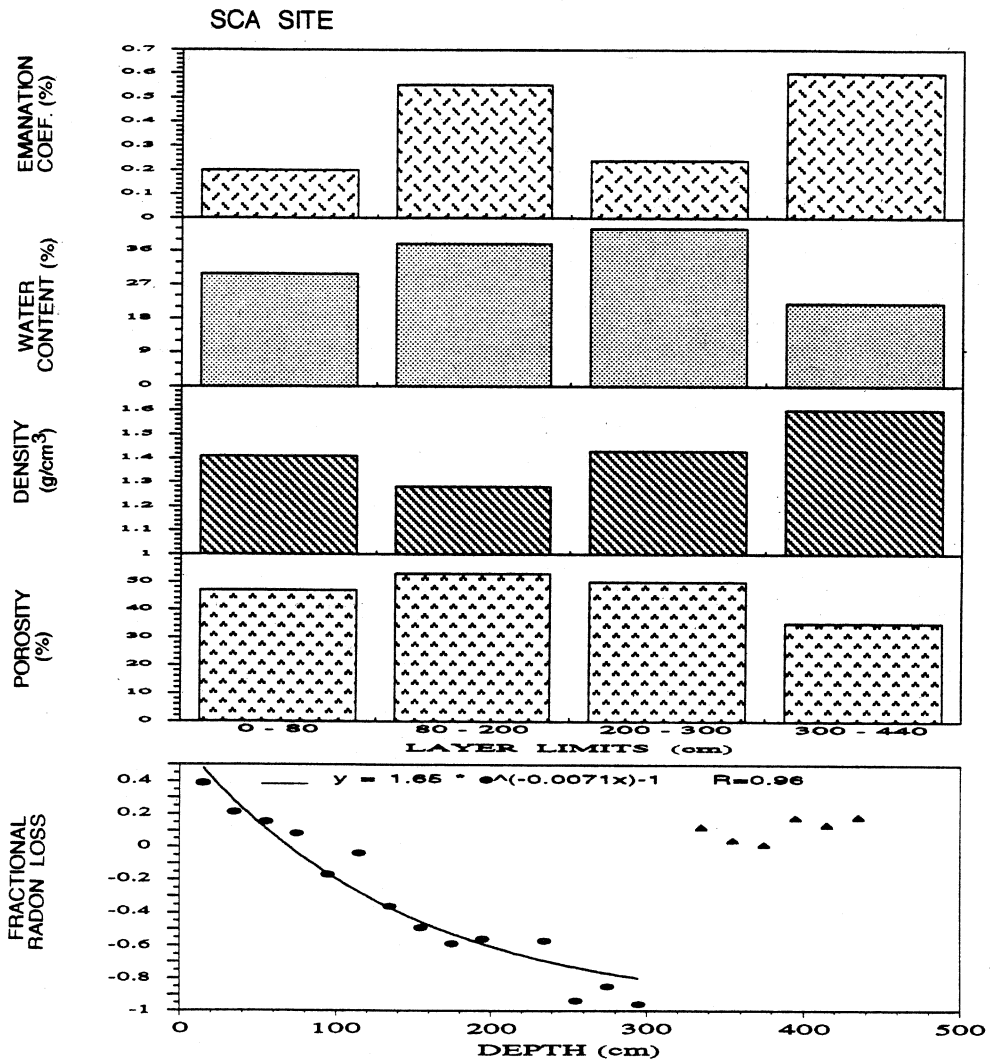 SCA SITE
EMANATION
COEF. (%)
0.7
0.6
0.5
0.4
0.3
0.2
0.1
0
WATER
CONTENT (%)
36
27
18
9
0
DENSITY
(g/cm³)
1.6
1.5
1.4
1.3
1.2
1.1
1
POROSITY
(%)
50
40
30
20
10
0
0 - 80 80 - 200 200 - 300 300 - 440
LAYER LIMITS (cm)
FRACTIONAL
RADON LOSS
0.4
0.2
0
-0.2
-0.4
-0.6
-0.8
-1
y = 1.65 * e^(-0.0071x)-1 R=0.96
0 100 200 300 400 500
DEPTH (cm)